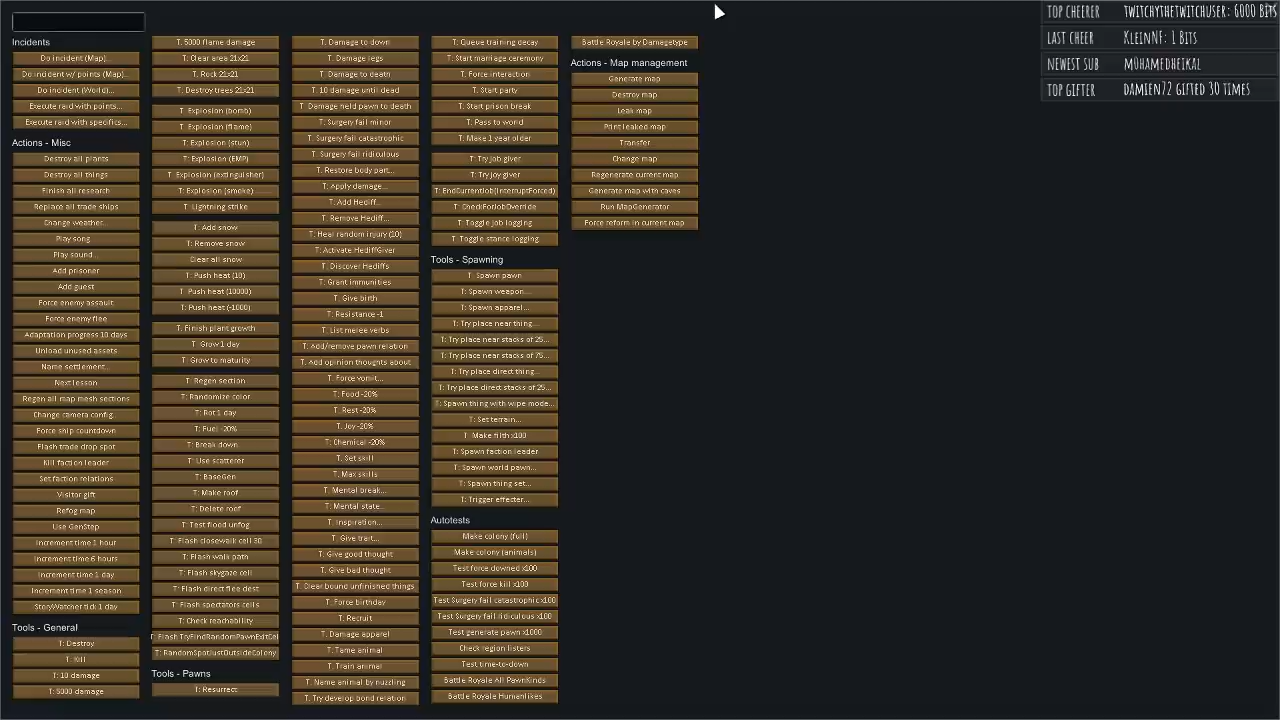 Incidents
Do incident (Map)...
Do incident w/ points (Map)...
Do incident (World)...
Execute raid with points...
Execute raid with specifics...
Actions - Misc
Destroy all plants
Destroy all things
Finish all research
Replace all trade ships
Change weather...
Play song
Play sound...
Add prisoner
Add guest
Force enemy assault
Force enemy flee
Adaptation progress 10 days
Unload unused assets
Name settlement...
Next lesson
Regen all map mesh sections
Change camera config
Force ship countdown
Flash trade drop spot
Kill faction leader
Set faction relations
Visitor gift
Refog map
Use GenStep
Increment time 1 hour
Increment time 6 hours
Increment time 1 day
Increment time 1 season
StoryWatcher tick 1 day
Tools - General
T: Destroy
T: Kill
T: 10 damage
T: 5000 damage
T: 5000 flame damage
T: Clear area 21x21
T: Rock 21x21
T: Destroy trees 21x21
T: Explosion (bomb)
T: Explosion (flame)
T: Explosion (stun)
T: Explosion (EMP)
T: Explosion (extinguisher)
T: Explosion (smoke)
T: Lightning strike
T: Add snow
T: Remove snow
Clear all snow
T: Push heat (10)
T: Push heat (10000)
T: Push heat (-1000)
T: Finish plant growth
T: Grow 1 day
T: Grow to maturity
T: Regen section
T: Randomize color
T: Rot 1 day
T: Fuel -20%
T: Break down
T: Use scatterer
T: BaseGen
T: Make roof
T: Delete roof
T: Test flood unfog
T: Flash closewalk cell 30
T: Flash walk path
T: Flash skygaze cell
T: Flash direct flee dest
T: Flash spectators cells
T: Check reachability
T: Flash TryFindRandomPawnExitCel
T: RandomSpotJustOutsideColony
Tools - Pawns
T: Resurrect
T: Damage to down
T: Damage legs
T: Damage to death
T: 10 damage until dead
T: Damage held pawn to death
T: Surgery fail minor
T: Surgery fail catastrophic
T: Surgery fail ridiculous
T: Restore body part...
T: Apply damage...
T: Add Hediff...
T: Remove Hediff...
T: Heal random injury (10)
T: Activate HediffGiver
T: Discover Hediffs
T: Grant immunities
T: Give birth
T: Resistance -1
T: List melee verbs
T: Add/remove pawn relation
T: Add opinion thoughts about
T: Force vomit...
T: Food -20%
T: Rest -20%
T: Joy -20%
T: Chemical -20%
T: Set skill
T: Max skills
T: Mental break...
T: Mental state...
T: Inspiration...
T: Give trait...
T: Give good thought
T: Give bad thought
T: Clear bound unfinished things
T: Force birthday
T: Recruit
T: Damage apparel
T: Tame animal
T: Train animal
T: Name animal by nuzzling
T: Try develop bond relation
T: Queue training decay
T: Start marriage ceremony
T: Force interaction
T: Start party
T: Start prison break
T: Pass to world
T: Make 1 year older
T: Try job giver
T: Try joy giver
T: EndCurrentJob(InterruptForced)
T: CheckForJobOverride
T: Toggle job logging
T: Toggle stance logging
Tools - Spawning
T: Spawn pawn
T: Spawn weapon...
T: Spawn apparel...
T: Try place near thing...
T: Try place near stacks of 25...
T: Try place near stacks of 75...
T: Try place direct thing...
T: Try place direct stacks of 25...
T: Spawn thing with wipe mode...
T: Set terrain...
T: Make filth x100
T: Spawn faction leader
T: Spawn world pawn...
T: Spawn thing set...
T: Trigger effecter...
Autotests
Make colony (full)
Make colony (animals)
Test force downed x100
Test force kill x100
Test Surgery fail catastrophic x100
Test Surgery fail ridiculous x100
Test generate pawn x1000
Check region listers
Test time-to-down
Battle Royale All PawnKinds
Battle Royale Humanlikes
Battle Royale by Damagetype
Actions - Map management
Generate map
Destroy map
Leak map
Print leaked map
Transfer
Change map
Regenerate current map
Generate map with caves
Run MapGenerator
Force reform in current map
TOP CHEERER TWITCHYTHETWITCHUSER: 6000 BITS
LAST CHEER KLEINNF: 1 BITS
NEWEST SUB MUHAMEDHEIKAL
TOP GIFTER DAMIEN72 GIFTED 30 TIMES